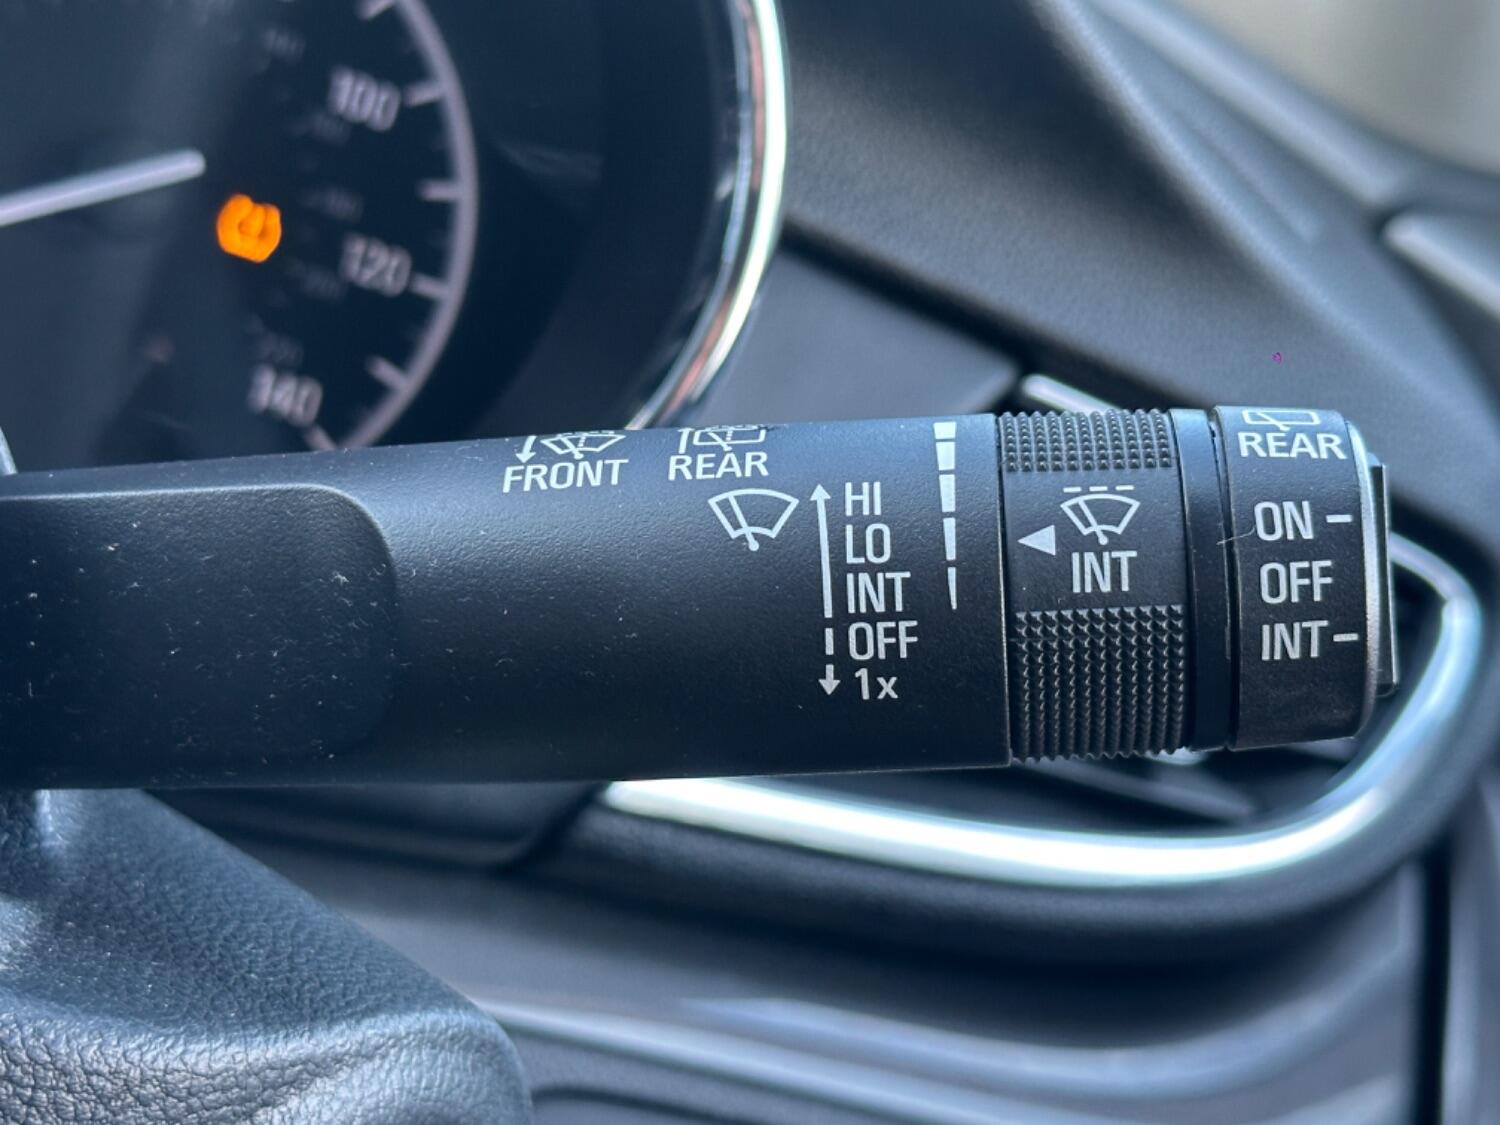 100
120
140
FRONT
REAR
HI
LO
INT
OFF
1x
INT
REAR
ON
OFF
INT